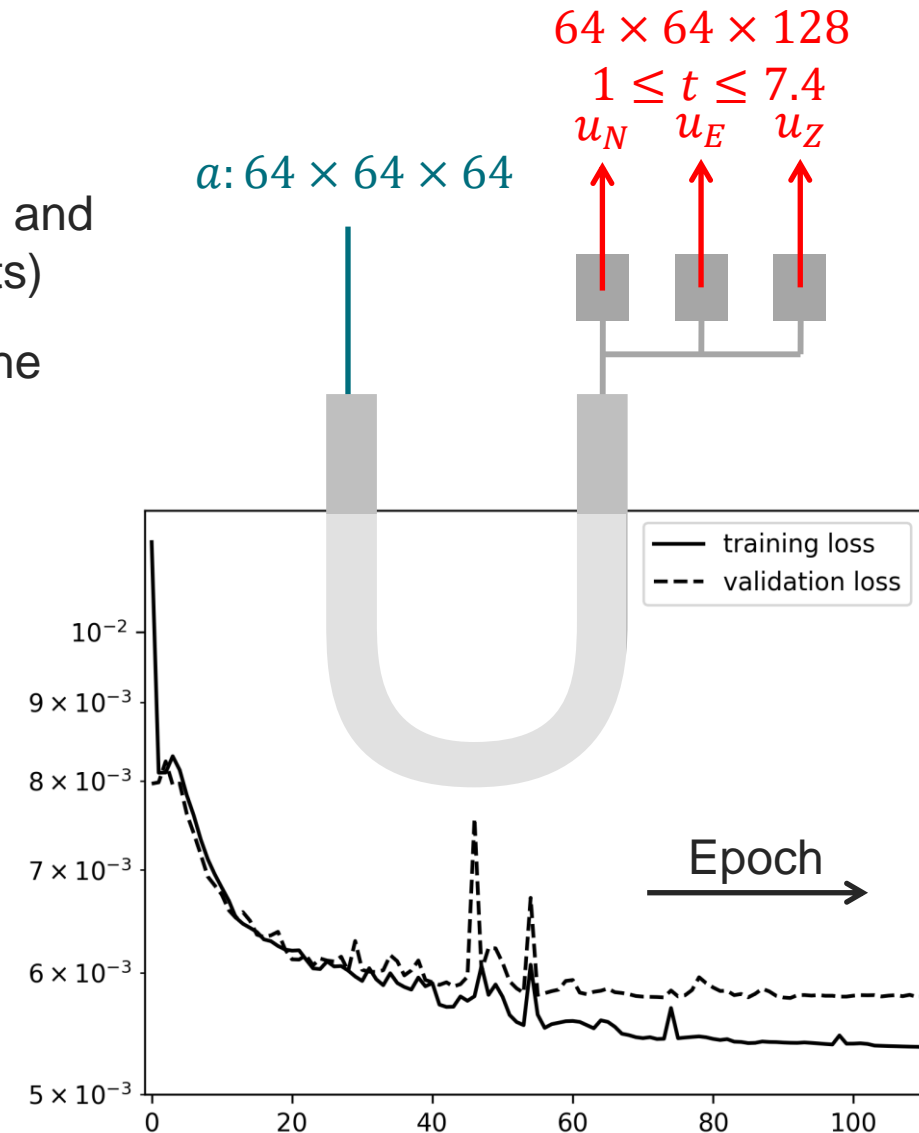 64 × 64 × 128
1 ≤ t ≤ 7.4
u_N u_E u_Z
a: 64 × 64 × 64
and
ts)
ne
training loss
validation loss
10⁻²
9 × 10⁻³
8 × 10⁻³
7 × 10⁻³
Epoch
6 × 10⁻³
5 × 10⁻³
0 20 40 60 80 100